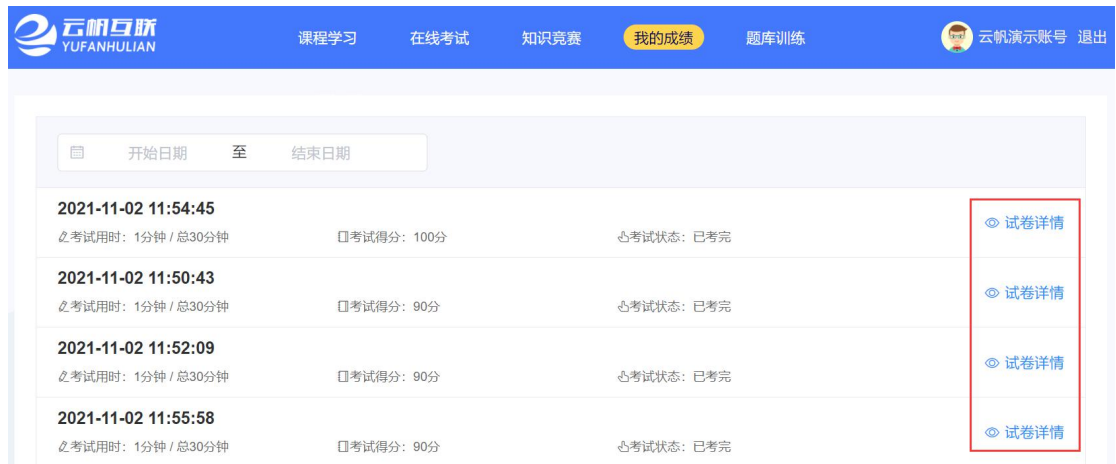 云帆互联
YUFANHULIAN
课程学习 在线考试 知识竞赛 我的成绩 题库训练 云帆演示账号 退出
开始日期 至 结束日期
2021-11-02 11:54:45
考试用时：1分钟 / 总30分钟 考试得分：100分 考试状态：已考完 试卷详情
2021-11-02 11:50:43
考试用时：1分钟 / 总30分钟 考试得分：90分 考试状态：已考完 试卷详情
2021-11-02 11:52:09
考试用时：1分钟 / 总30分钟 考试得分：90分 考试状态：已考完 试卷详情
2021-11-02 11:55:58
考试用时：1分钟 / 总30分钟 考试得分：90分 考试状态：已考完 试卷详情